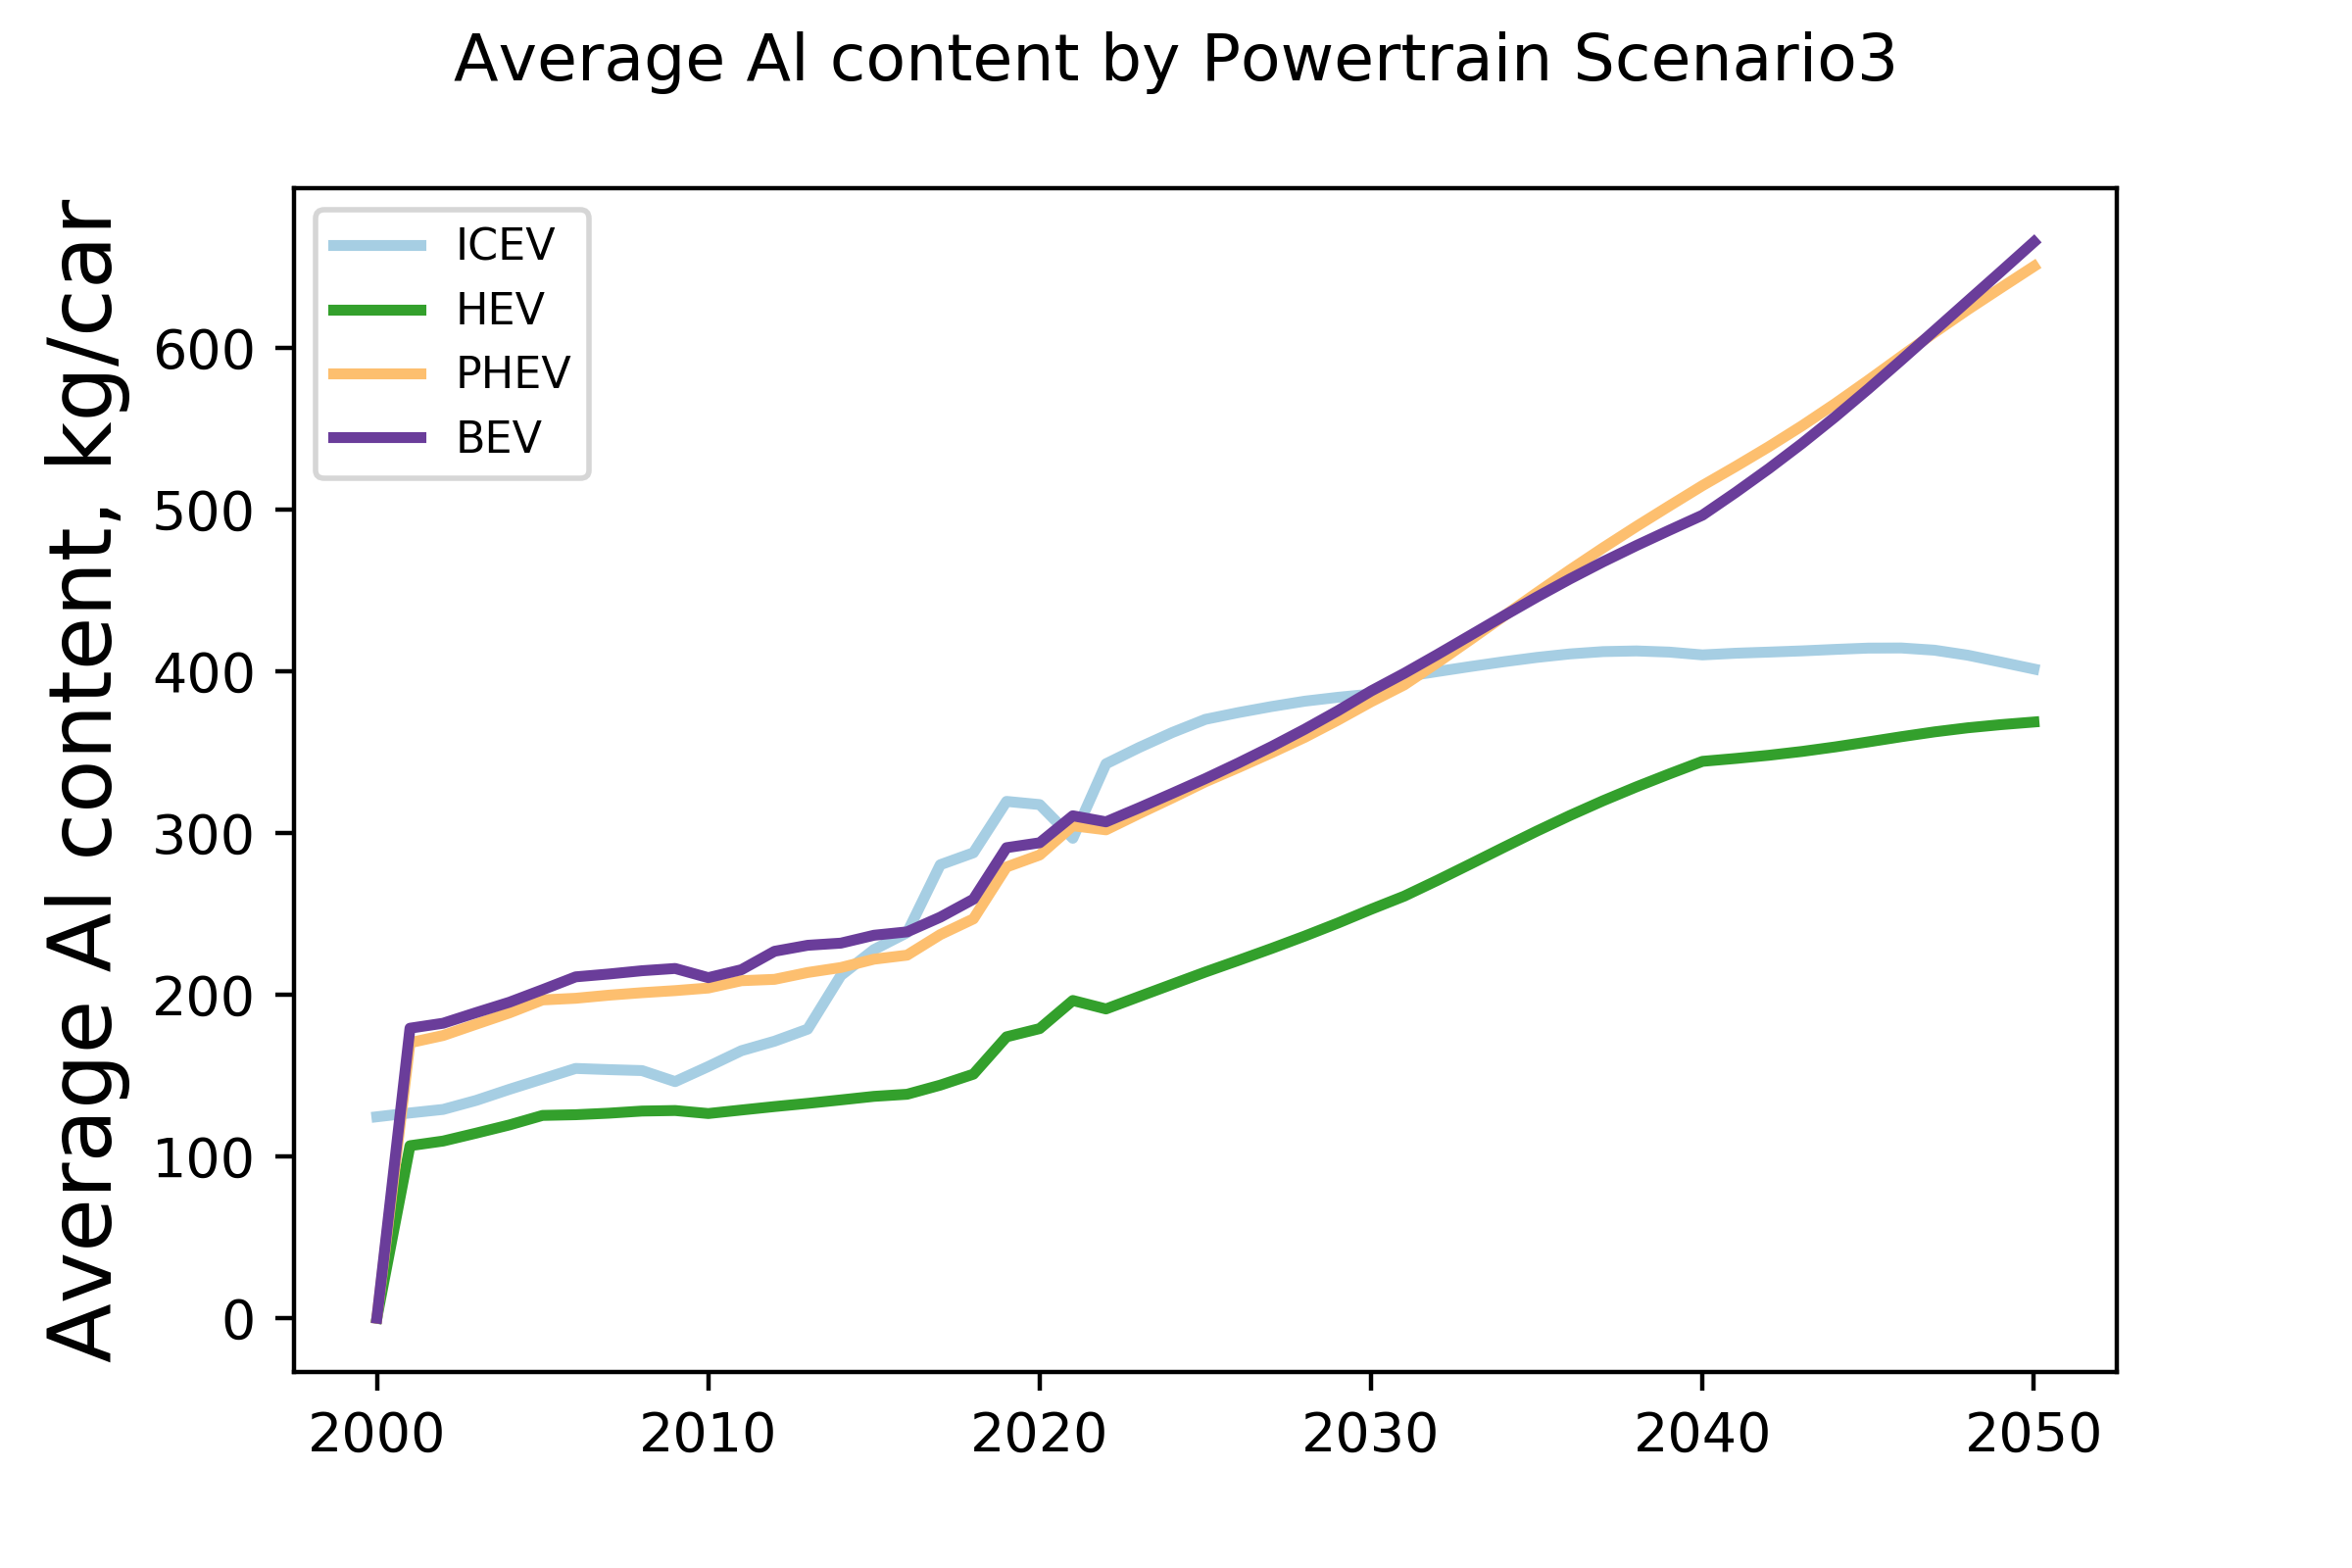 Average Al content by Powertrain Scenario3
Average Al content, kg/car
ICEV
HEV
PHEV
BEV
600
500
400
300
200
100
0
2000 2010 2020 2030 2040 2050